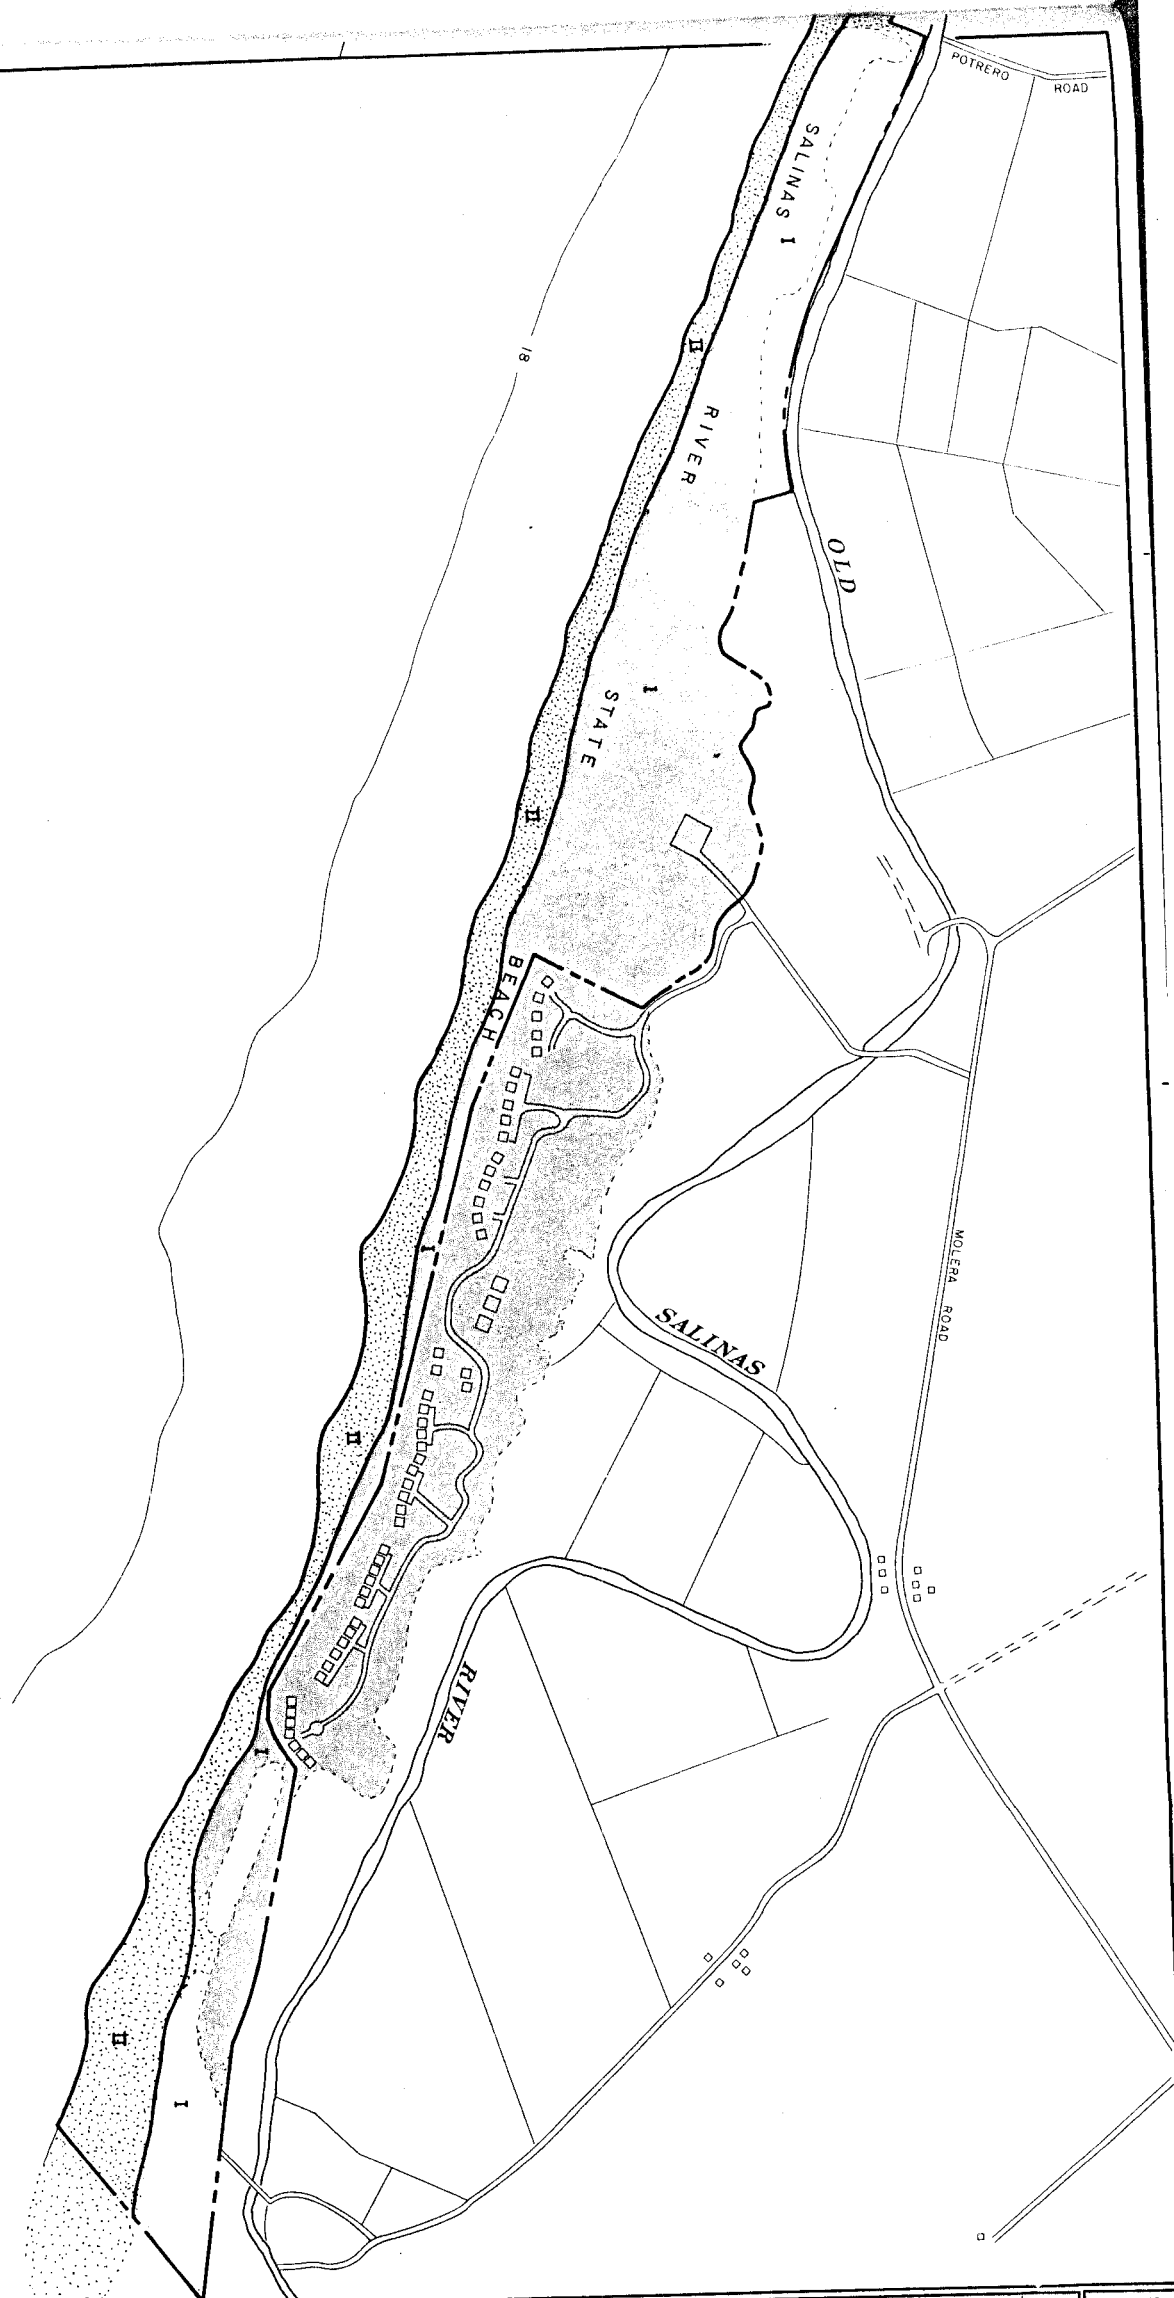 POTRERO
ROAD
SALINAS I
18
II
RIVER
OLD
I
STATE
II
BEACH
MOLERA ROAD
I
SALINAS
II
RIVER
I
II
I